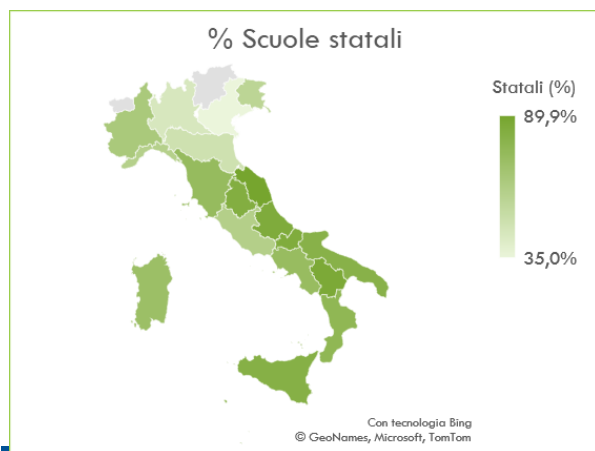 % Scuole statali
Statali (%)
89,9%
35,0%
Con tecnologia Bing
© GeoNames, Microsoft, TomTom